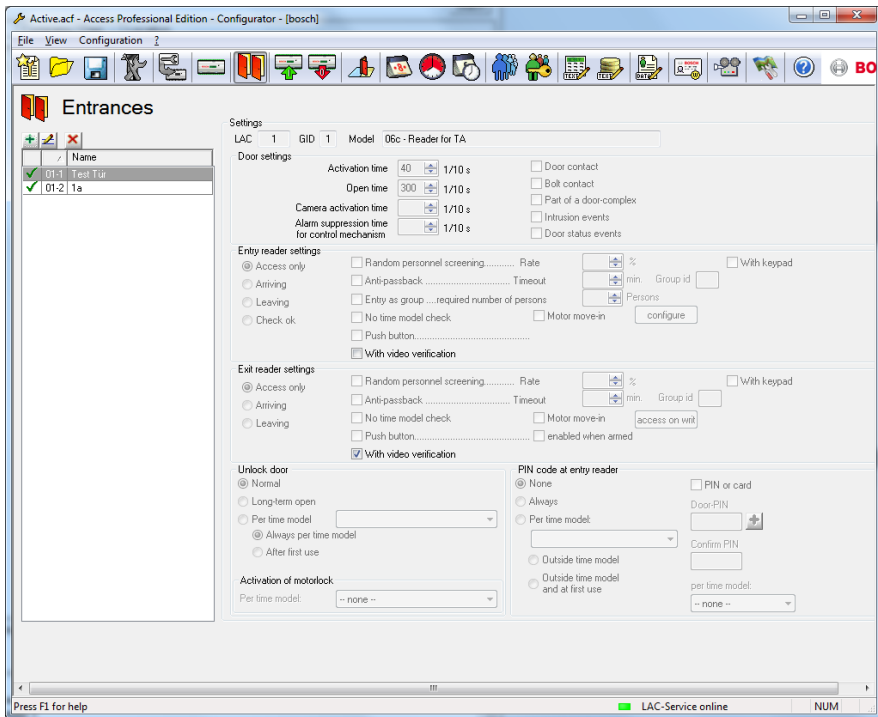 Active.acf - Access Professional Edition - Configurator - [bosch]
File View Configuration ?
BO
Entrances
Name
01-1 Test Tür
01-2 1a
Settings
LAC 1 GID 1 Model 06c - Reader for TA
Door settings
Activation time 40 1/10 s Door contact
Open time 300 1/10 s Bolt contact
Camera activation time 1/10 s Part of a door-complex
Alarm suppression time for control mechanism 1/10 s Intrusion events
Door status events
Entry reader settings
Access only Random personnel screening............ Rate % With keypad
Arriving Anti-passback ................................ Timeout min. Group id
Leaving Entry as group ....required number of persons Persons
Check ok No time model check Motor move-in configure
Push button...........................................
With video verification
Exit reader settings
Access only Random personnel screening............ Rate % With keypad
Arriving Anti-passback ................................ Timeout min. Group id
Leaving No time model check Motor move-in access on writ
Push button........................................... enabled when armed
With video verification
Unlock door
Normal
Long-term open
Per time model
Always per time model
After first use
Activation of motorlock
Per time model: -- none --
PIN code at entry reader
None PIN or card
Always Door-PIN
Per time model:
Confirm PIN
Outside time model
Outside time model and at first use
per time model:
-- none --
Press F1 for help LAC-Service online NUM